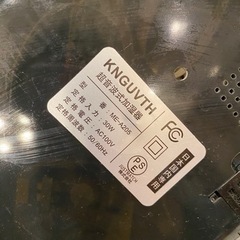 KNGUVTH
超音波式加湿器
型番：ME-A205
定格入力：30W
定格電圧：AC100V
定格周波数：50/60Hz
FC
PSE
日本国内専用